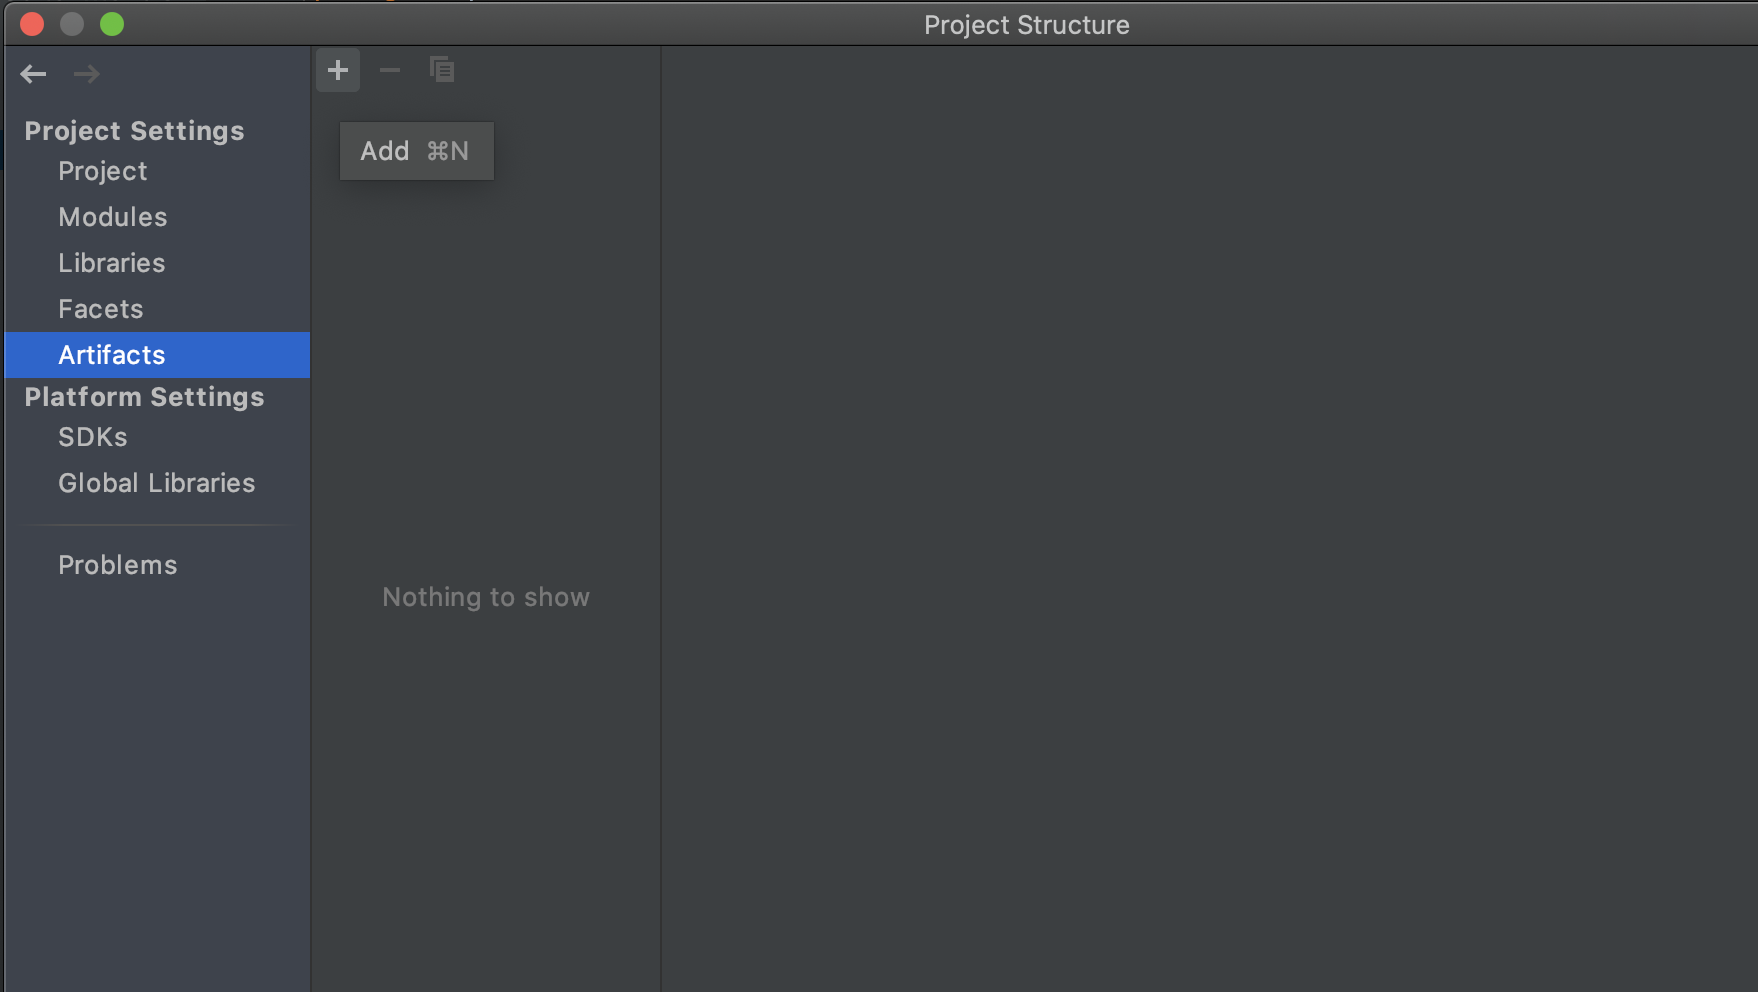 Project Structure
Project Settings
Project
Modules
Libraries
Facets
Artifacts
Platform Settings
SDKs
Global Libraries
Problems
Add ⌘N
Nothing to show